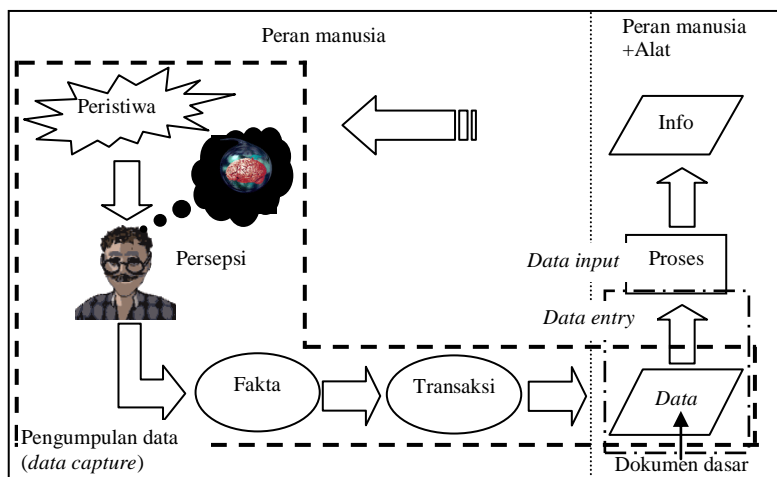 Peran manusia
Peran manusia
+Alat
Peristiwa
Info
Persepsi
Data input
Proses
Data entry
Fakta
Transaksi
Data
Pengumpulan data
(data capture)
Dokumen dasar